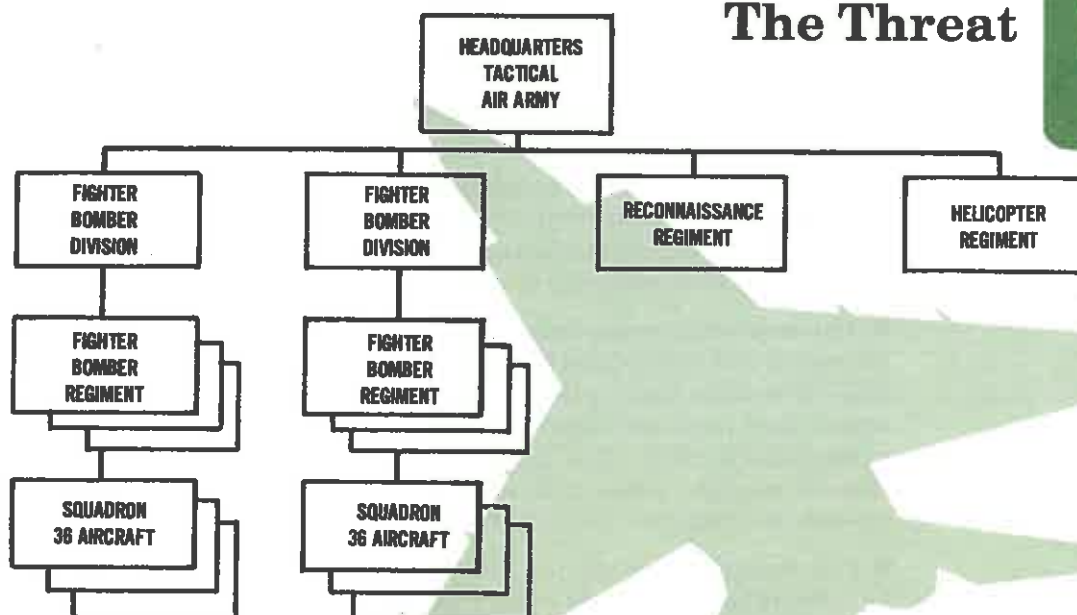 The Threat
HEADQUARTERS
TACTICAL
AIR ARMY
FIGHTER
BOMBER
DIVISION
FIGHTER
BOMBER
DIVISION
RECONNAISSANCE
REGIMENT
HELICOPTER
REGIMENT
FIGHTER
BOMBER
REGIMENT
FIGHTER
BOMBER
REGIMENT
SQUADRON
36 AIRCRAFT
SQUADRON
36 AIRCRAFT